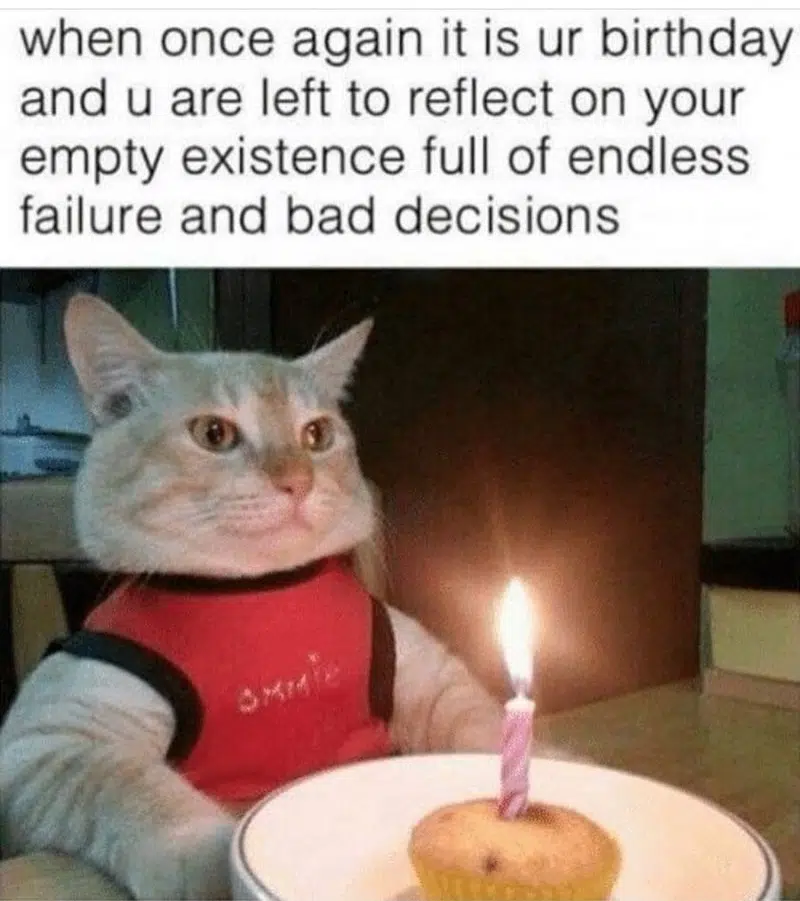 when once again it is ur birthday
and u are left to reflect on your
empty existence full of endless
failure and bad decisions